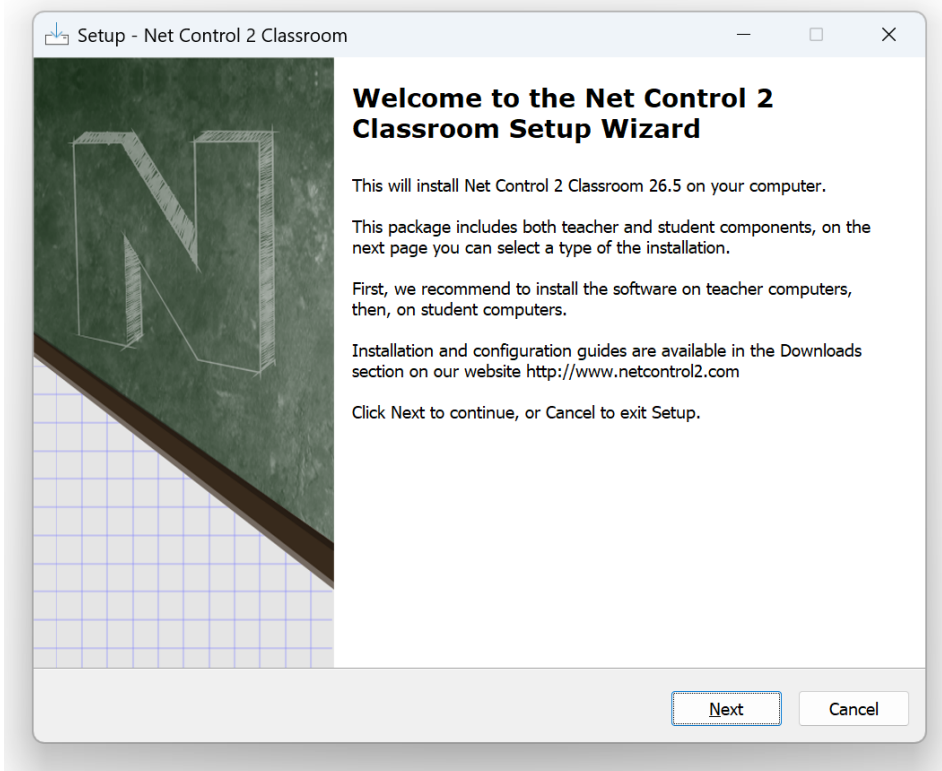 Setup - Net Control 2 Classroom
Welcome to the Net Control 2
Classroom Setup Wizard
This will install Net Control 2 Classroom 26.5 on your computer.
This package includes both teacher and student components, on the
next page you can select a type of the installation.
First, we recommend to install the software on teacher computers,
then, on student computers.
Installation and configuration guides are available in the Downloads
section on our website http://www.netcontrol2.com
Click Next to continue, or Cancel to exit Setup.
N
Next
Cancel